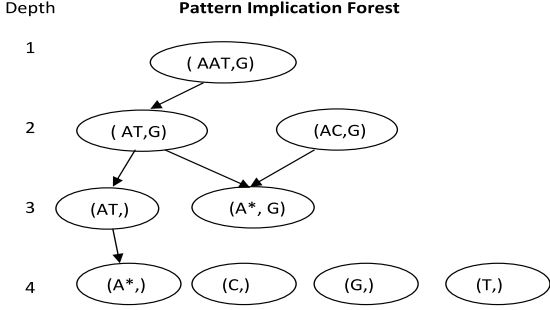 Depth Pattern Implication Forest
1 ( AAT,G)
2 ( AT,G) (AC,G)
3 (AT,) (A*, G)
4 (A*,) (C,) (G,) (T,)